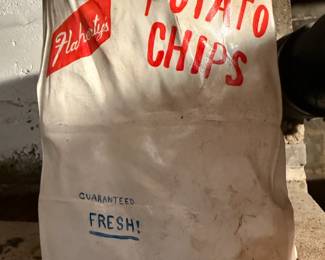 Flaherty's
POTATO
CHIPS
GUARANTEED
FRESH!